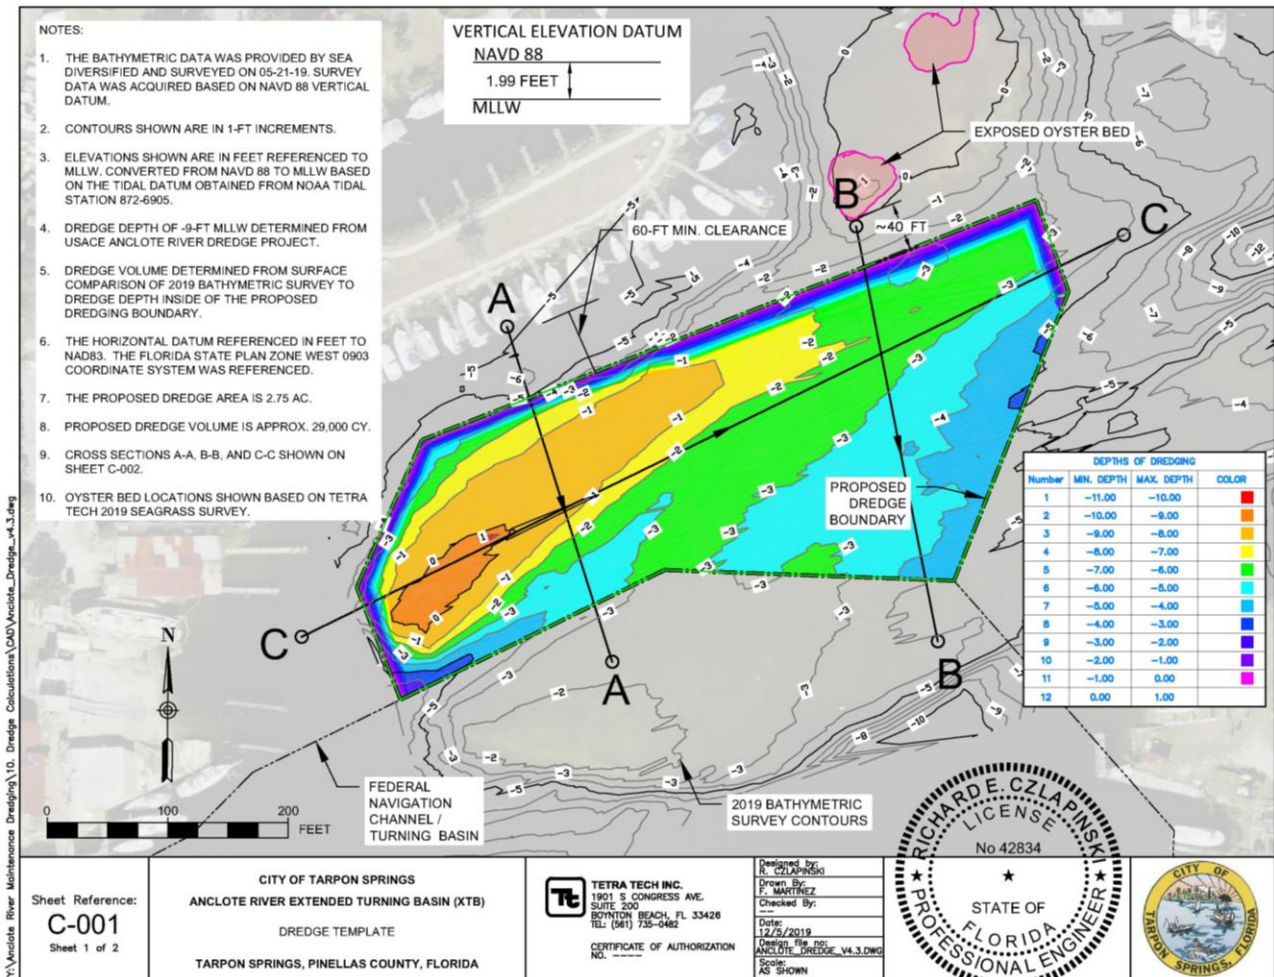 NOTES:
1. THE BATHYMETRIC DATA WAS PROVIDED BY SEA
DIVERSIFIED AND SURVEYED ON 05-21-19. SURVEY
DATA WAS ACQUIRED BASED ON NAVD 88 VERTICAL
DATUM.
2. CONTOURS SHOWN ARE IN 1-FT INCREMENTS.
3. ELEVATIONS SHOWN ARE IN FEET REFERENCED TO
MLLW. CONVERTED FROM NAVD 88 TO MLLW BASED
ON THE TIDAL DATUM OBTAINED FROM NOAA TIDAL
STATION 872-6905.
4. DREDGE DEPTH OF -9-FT MLLW DETERMINED FROM
USACE ANCLOTE RIVER DREDGE PROJECT.
5. DREDGE VOLUME DETERMINED FROM SURFACE
COMPARISON OF 2019 BATHYMETRIC SURVEY TO
DREDGE DEPTH INSIDE OF THE PROPOSED
DREDGING BOUNDARY.
6. THE HORIZONTAL DATUM REFERENCED IN FEET TO
NAD83. THE FLORIDA STATE PLAN ZONE WEST 0903
COORDINATE SYSTEM WAS REFERENCED.
7. THE PROPOSED DREDGE AREA IS 2.75 AC.
8. PROPOSED DREDGE VOLUME IS APPROX. 29,000 CY.
9. CROSS SECTIONS A-A, B-B, AND C-C SHOWN ON
SHEET C-002.
10. OYSTER BED LOCATIONS SHOWN BASED ON TETRA
TECH 2019 SEAGRASS SURVEY.
VERTICAL ELEVATION DATUM
NAVD 88
1.99 FEET
MLLW
EXPOSED OYSTER BED
60-FT MIN. CLEARANCE
~40 FT
A
B
C
PROPOSED
DREDGE
BOUNDARY
C
A
B
DEPTHS OF DREDGING
Number MIN. DEPTH MAX. DEPTH COLOR
1 -11.00 -10.00
2 -10.00 -9.00
3 -9.00 -8.00
4 -8.00 -7.00
5 -7.00 -6.00
6 -6.00 -5.00
7 -5.00 -4.00
8 -4.00 -3.00
9 -3.00 -2.00
10 -2.00 -1.00
11 -1.00 0.00
12 0.00 1.00
N
0 100 200
FEET
FEDERAL
NAVIGATION
CHANNEL /
TURNING BASIN
2019 BATHYMETRIC
SURVEY CONTOURS
Y:\Anclote River Maintenance Dredging\10. Dredge Calculations\CAD\Anclote_Dredge_v4.3.dwg
Sheet Reference:
C-001
Sheet 1 of 2
CITY OF TARPON SPRINGS
ANCLOTE RIVER EXTENDED TURNING BASIN (XTB)
DREDGE TEMPLATE
TARPON SPRINGS, PINELLAS COUNTY, FLORIDA
Tt
TETRA TECH INC.
1901 S CONGRESS AVE.
SUITE 200
BOYNTON BEACH, FL 33426
TEL: (561) 735-0482
CERTIFICATE OF AUTHORIZATION
NO. ----
Designed by:
R. CZLAPINSKI
Drawn By:
F. MARTINEZ
Checked By:
---
Date:
12/5/2019
Design file no:
ANCLOTE_DREDGE_V4.3.DWG
Scale:
AS SHOWN
RICHARD E. CZLAPINSKI
LICENSE
No 42834
STATE OF
FLORIDA
PROFESSIONAL ENGINEER
CITY OF
TARPON SPRINGS, FLORIDA